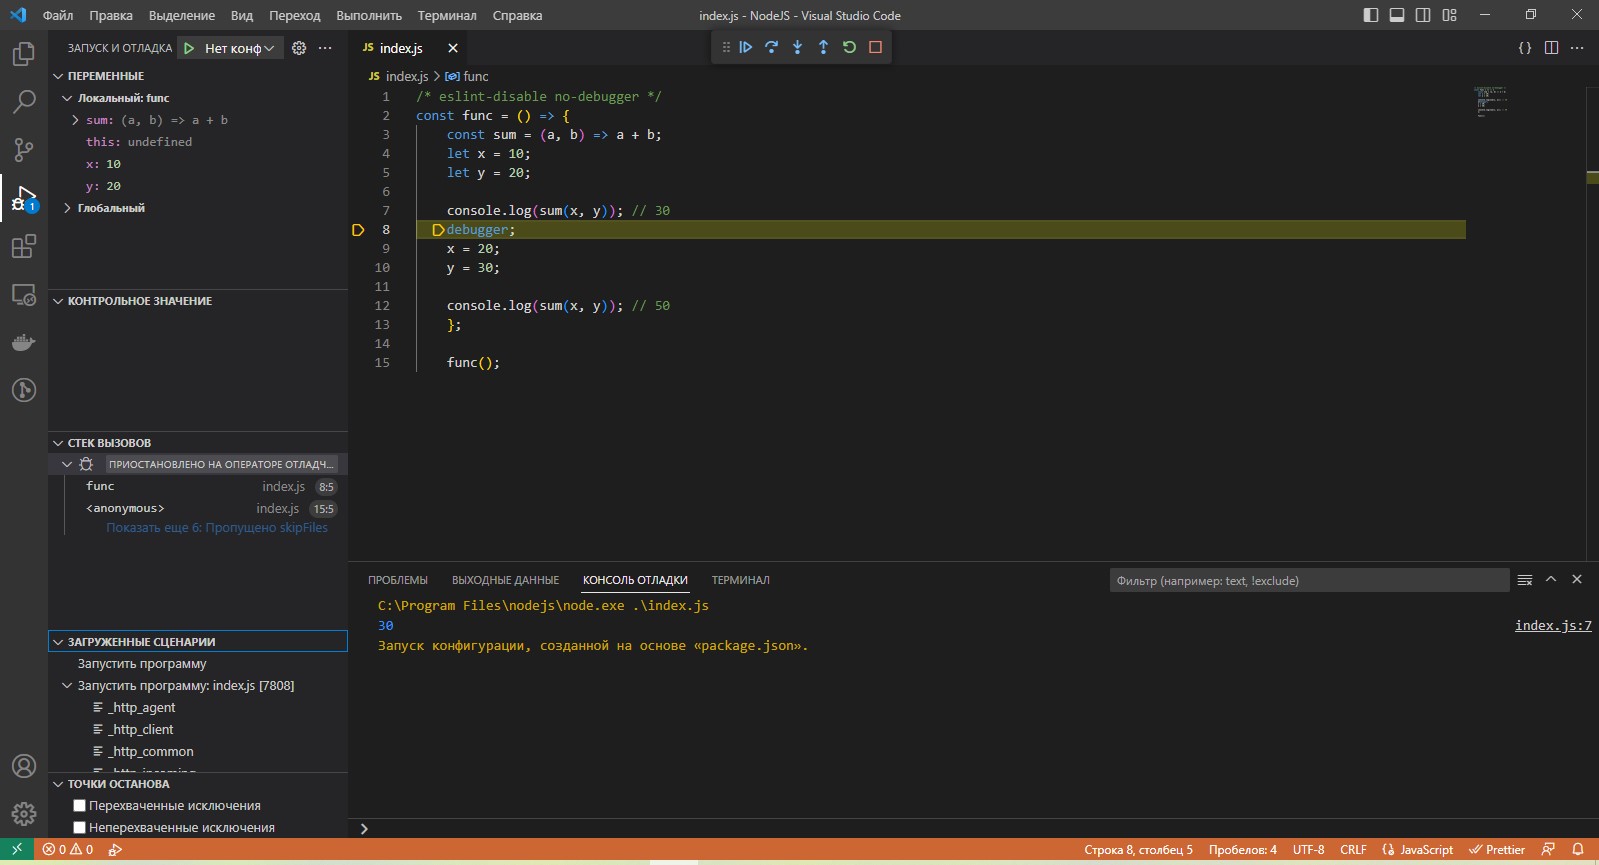 Файл Правка Выделение Вид Переход Выполнить Терминал Справка
index.js - NodeJS - Visual Studio Code
ЗАПУСК И ОТЛАДКА
Нет конф
ПЕРЕМЕННЫЕ
Локальный: func
sum: (a, b) => a + b
this: undefined
x: 10
y: 20
Глобальный
КОНТРОЛЬНОЕ ЗНАЧЕНИЕ
СТЕК ВЫЗОВОВ
ПРИОСТАНОВЛЕНО НА ОПЕРАТОРЕ ОТЛАДЧ...
func index.js 8:5
<anonymous> index.js 15:5
Показать еще 6: Пропущено skipFiles
ЗАГРУЖЕННЫЕ СЦЕНАРИИ
Запустить программу
Запустить программу: index.js [7808]
_http_agent
_http_client
_http_common
ТОЧКИ ОСТАНОВА
Перехваченные исключения
Неперехваченные исключения
1
JS index.js
JS index.js > func
1 /* eslint-disable no-debugger */
2 const func = () => {
3 const sum = (a, b) => a + b;
4 let x = 10;
5 let y = 20;
6
7 console.log(sum(x, y)); // 30
8 debugger;
9 x = 20;
10 y = 30;
11
12 console.log(sum(x, y)); // 50
13 };
14
15 func();
ПРОБЛЕМЫ ВЫХОДНЫЕ ДАННЫЕ КОНСОЛЬ ОТЛАДКИ ТЕРМИНАЛ
Фильтр (например: text, !exclude)
C:\Program Files\nodejs\node.exe .\index.js
30 index.js:7
Запуск конфигурации, созданной на основе «package.json».
0 0
Строка 8, столбец 5 Пробелов: 4 UTF-8 CRLF JavaScript Prettier